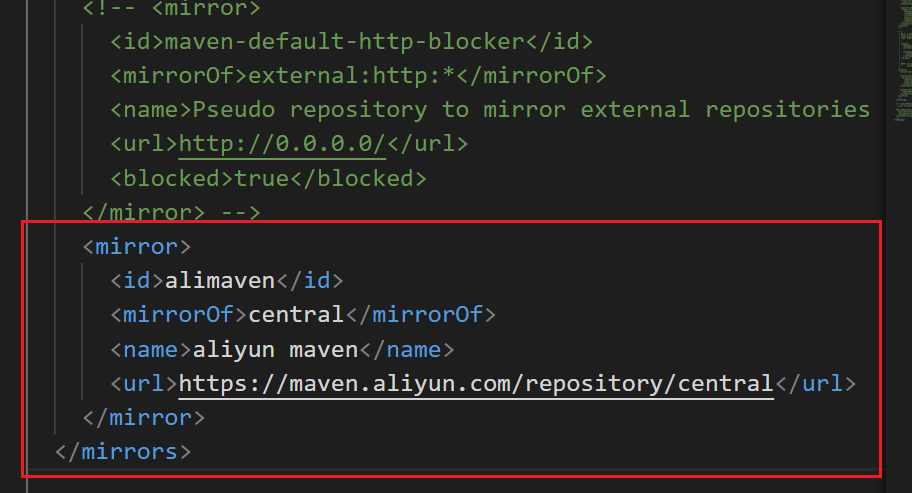 <!-- <mirror>
<id>maven-default-http-blocker</id>
<mirrorOf>external:http:*</mirrorOf>
<name>Pseudo repository to mirror external repositories
<url>http://0.0.0.0/</url>
<blocked>true</blocked>
</mirror> -->
<mirror>
<id>alimaven</id>
<mirrorOf>central</mirrorOf>
<name>aliyun maven</name>
<url>https://maven.aliyun.com/repository/central</url>
</mirror>
</mirrors>